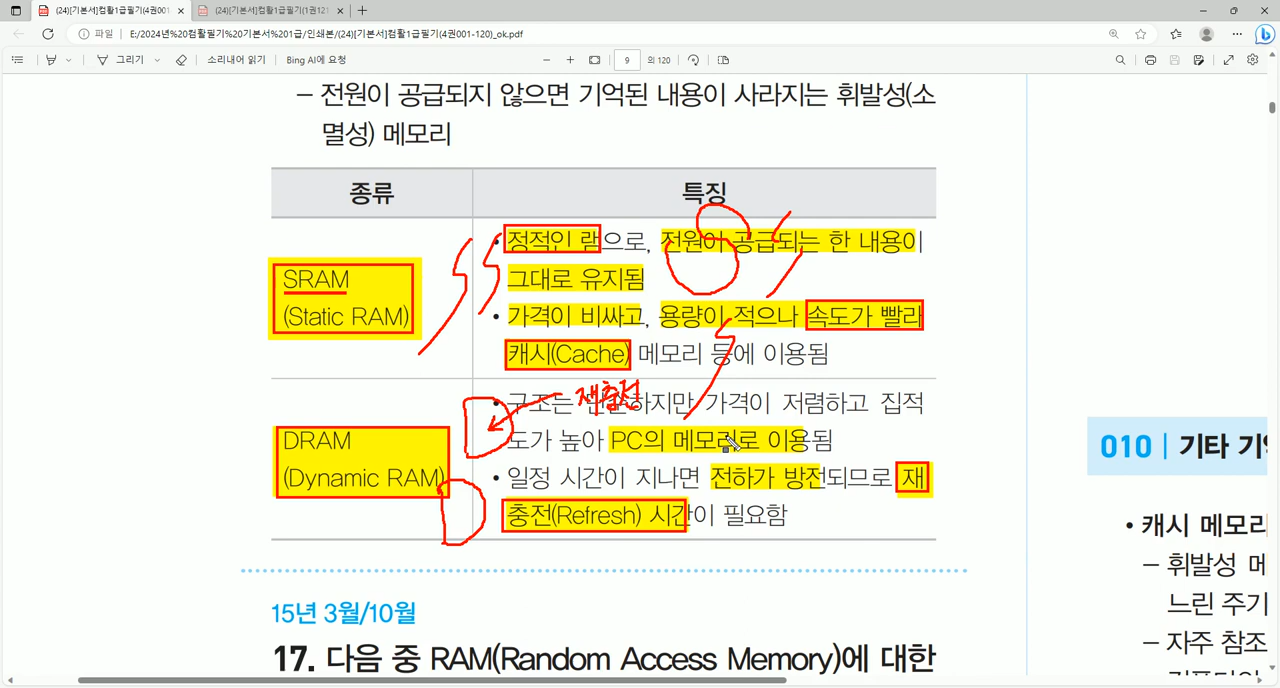 (24)[기본서]컴활1급필기(4권001
(24)[기본서]컴활1급필기(1권121
파일
E:/2024년%20컴활필기%20기본서%201급/인쇄본/(24)[기본서]컴활1급필기(4권001-120)_ok.pdf
그리기
소리내어 읽기
Bing AI에 요청
9
의 120
– 전원이 공급되지 않으면 기억된 내용이 사라지는 휘발성(소
멸성) 메모리
종류
특징
SRAM
(Static RAM)
• 정적인 램으로, 전원이 공급되는 한 내용이
그대로 유지됨
• 가격이 비싸고, 용량이 적으나 속도가 빨라
캐시(Cache) 메모리 등에 이용됨
재충전
DRAM
(Dynamic RAM)
• 구조는 단순하지만 가격이 저렴하고 집적
도가 높아 PC의 메모리로 이용됨
• 일정 시간이 지나면 전하가 방전되므로 재
충전(Refresh) 시간이 필요함
15년 3월/10월
17. 다음 중 RAM(Random Access Memory)에 대한
010 | 기타 기
• 캐시 메모리
– 휘발성 메
느린 주기
– 자주 참조